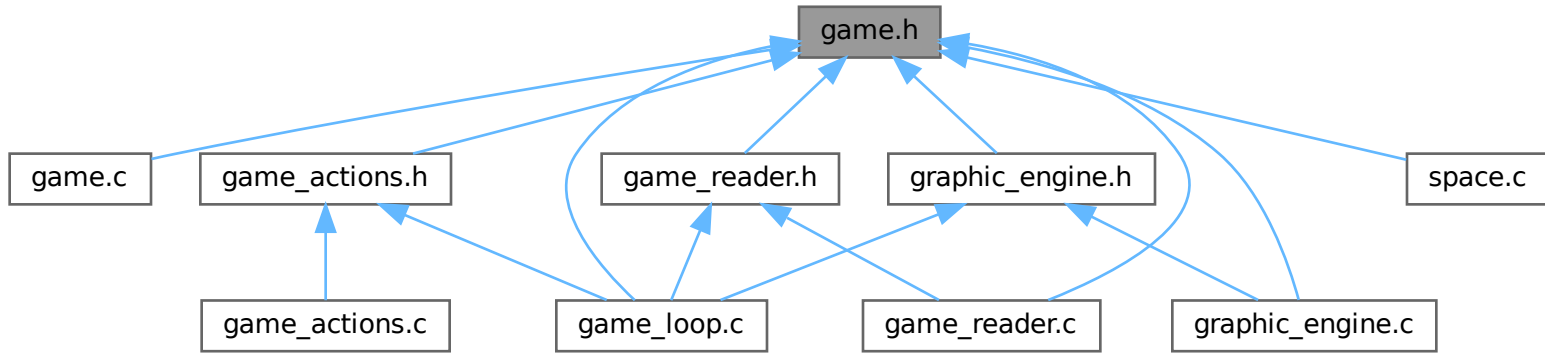 game.h
game.c
game_actions.h
game_reader.h
graphic_engine.h
space.c
game_actions.c
game_loop.c
game_reader.c
graphic_engine.c